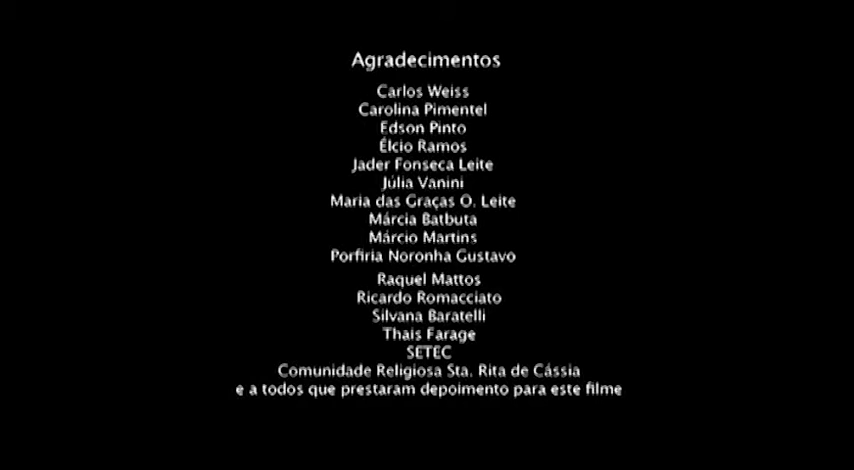 Agradecimentos
Carlos Weiss
Carolina Pimentel
Edson Pinto
Élcio Ramos
Jader Fonseca Leite
Júlia Vanini
Maria das Graças O. Leite
Márcia Batbuta
Márcio Martins
Porfiria Noronha Gustavo
Raquel Mattos
Ricardo Romacciato
Silvana Baratelli
Thais Farage
SETEC
Comunidade Religiosa Sta. Rita de Cássia
e a todos que prestaram depoimento para este filme